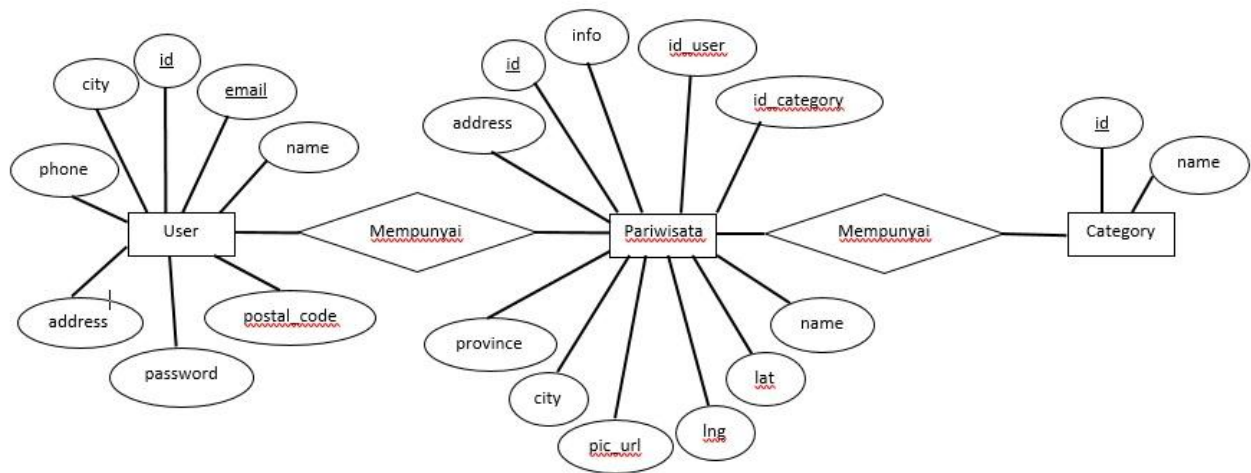 id
info
id_user
city
id
email
id_category
address
id
name
phone
name
User
Mempunyai
Pariwisata
Mempunyai
Category
address
postal_code
province
name
password
city
lat
pic_url
lng